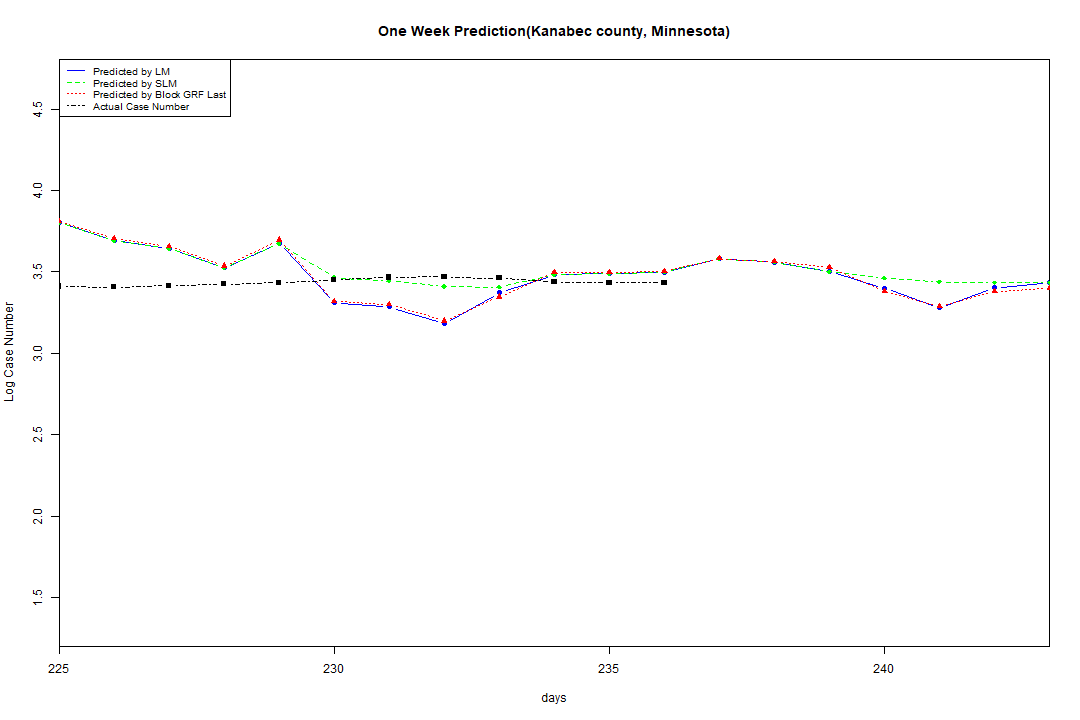 One Week Prediction(Kanabec county, Minnesota)
Predicted by LM
Predicted by SLM
Predicted by Block GRF Last
Actual Case Number
4.5
4.0
3.5
3.0
2.5
2.0
1.5
Log Case Number
225
230
235
240
days